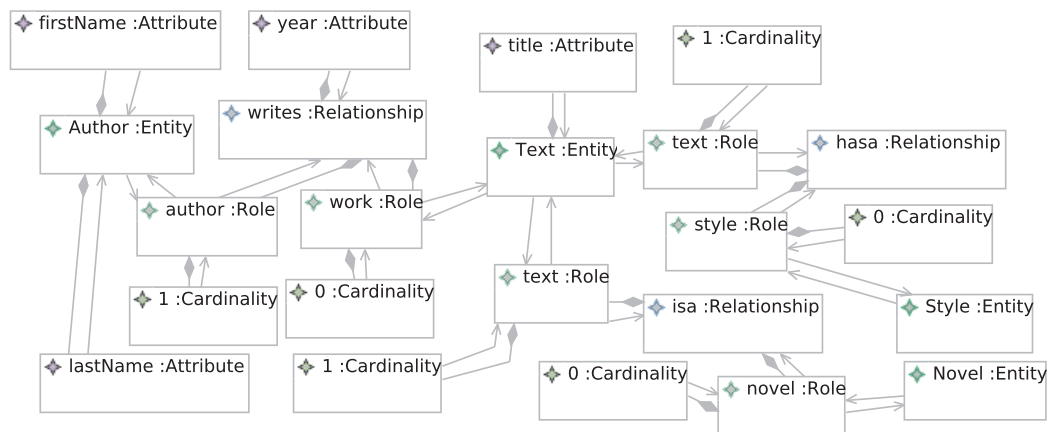 firstName :Attribute
year :Attribute
title :Attribute
1 :Cardinality
Author :Entity
writes :Relationship
Text :Entity
text :Role
hasa :Relationship
author :Role
work :Role
style :Role
0 :Cardinality
text :Role
1 :Cardinality
0 :Cardinality
isa :Relationship
Style :Entity
lastName :Attribute
1 :Cardinality
0 :Cardinality
novel :Role
Novel :Entity